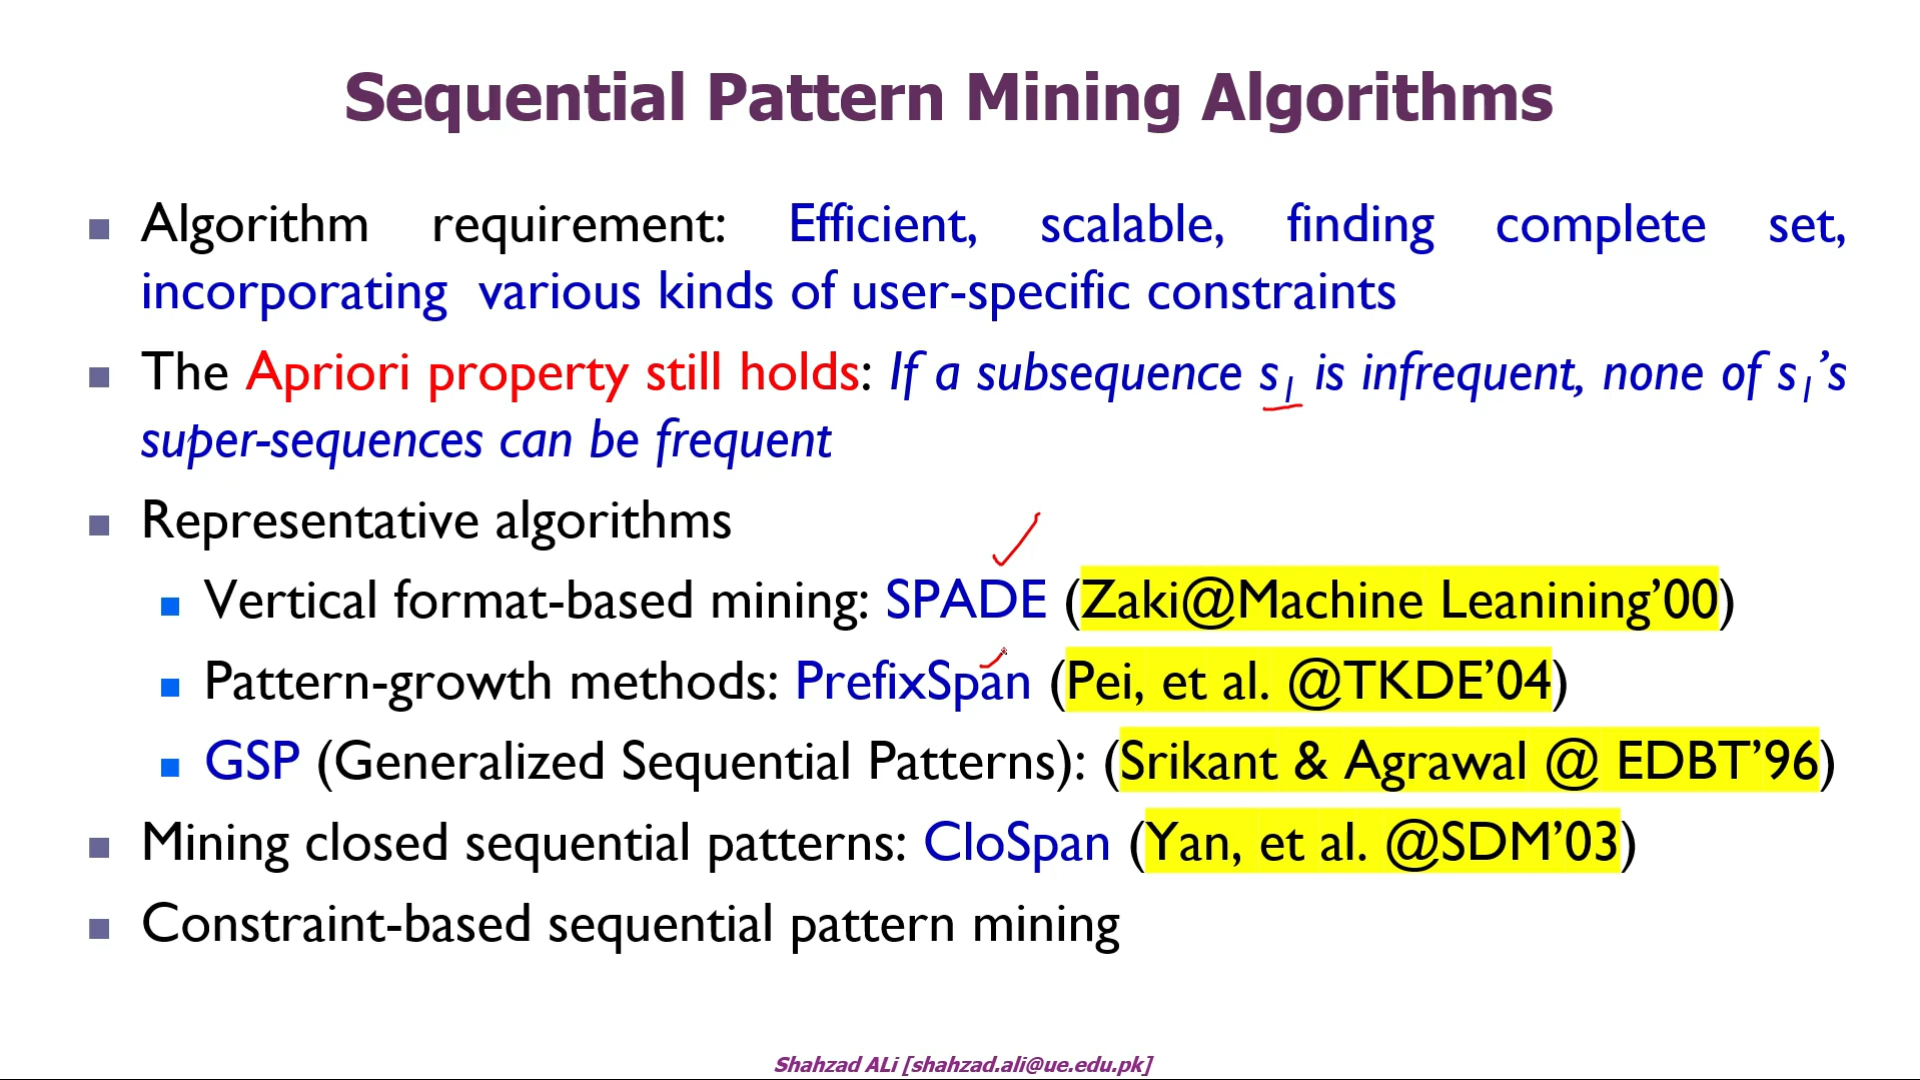 Sequential Pattern Mining Algorithms
Algorithm requirement: Efficient, scalable, finding complete set,
incorporating various kinds of user-specific constraints
The Apriori property still holds: If a subsequence s1 is infrequent, none of s1's
super-sequences can be frequent
Representative algorithms
Vertical format-based mining: SPADE (Zaki@Machine Leanining'00)
Pattern-growth methods: PrefixSpan (Pei, et al. @TKDE'04)
GSP (Generalized Sequential Patterns): (Srikant & Agrawal @ EDBT'96)
Mining closed sequential patterns: CloSpan (Yan, et al. @SDM'03)
Constraint-based sequential pattern mining
Shahzad ALi [shahzad.ali@ue.edu.pk]